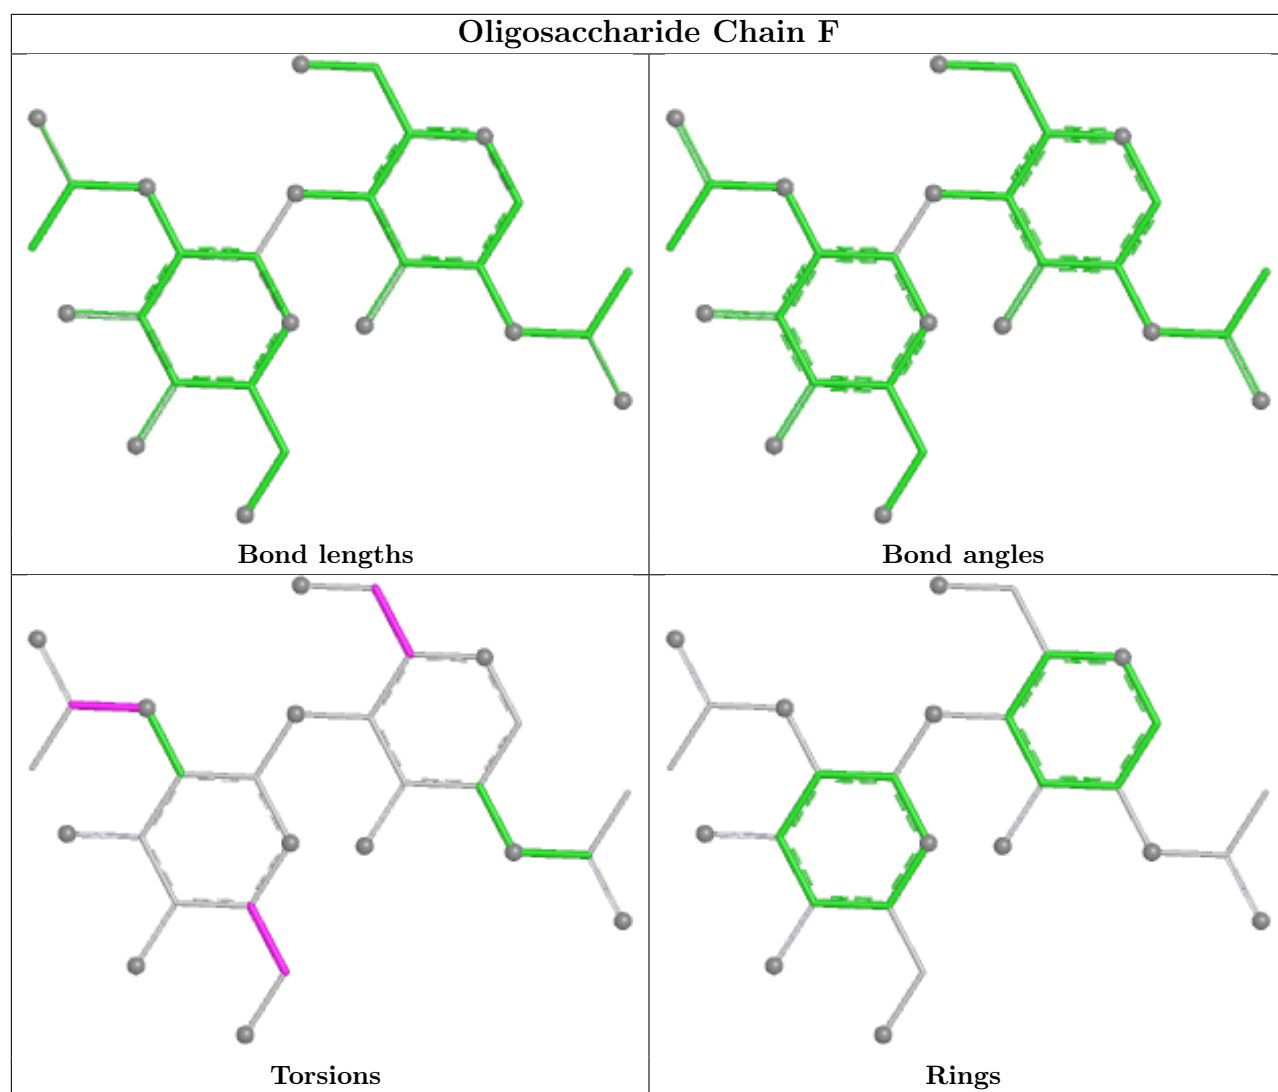 Oligosaccharide Chain F
Bond lengths
Bond angles
Torsions
Rings